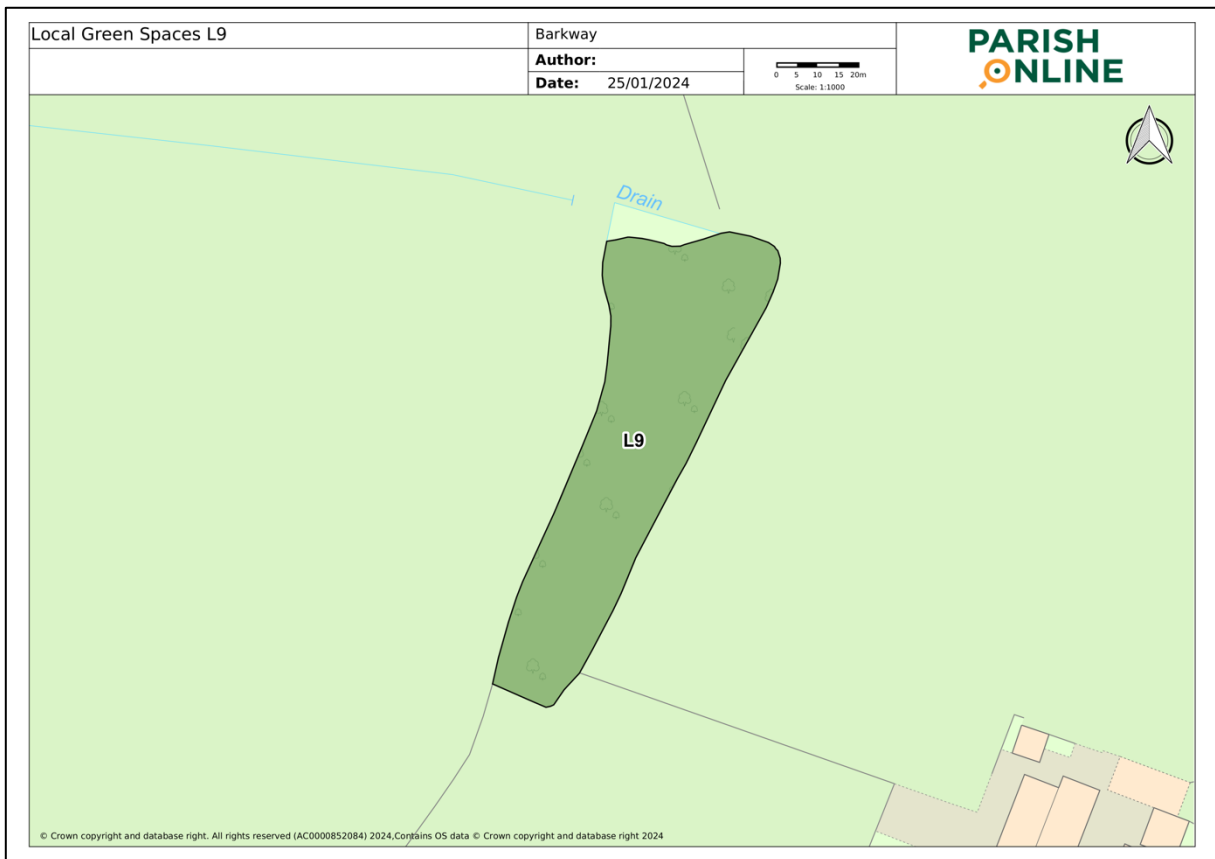 Local Green Spaces L9
Barkway
Author:
Date: 25/01/2024
0 5 10 15 20m
Scale: 1:1000
PARISH
ONLINE
Drain
L9
© Crown copyright and database right. All rights reserved (AC0000852084) 2024,Contains OS data © Crown copyright and database right 2024